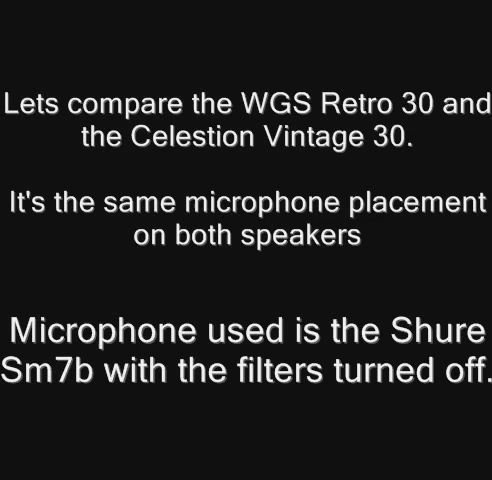 Lets compare the WGS Retro 30 and
the Celestion Vintage 30.
It's the same microphone placement
on both speakers
Microphone used is the Shure
Sm7b with the filters turned off.